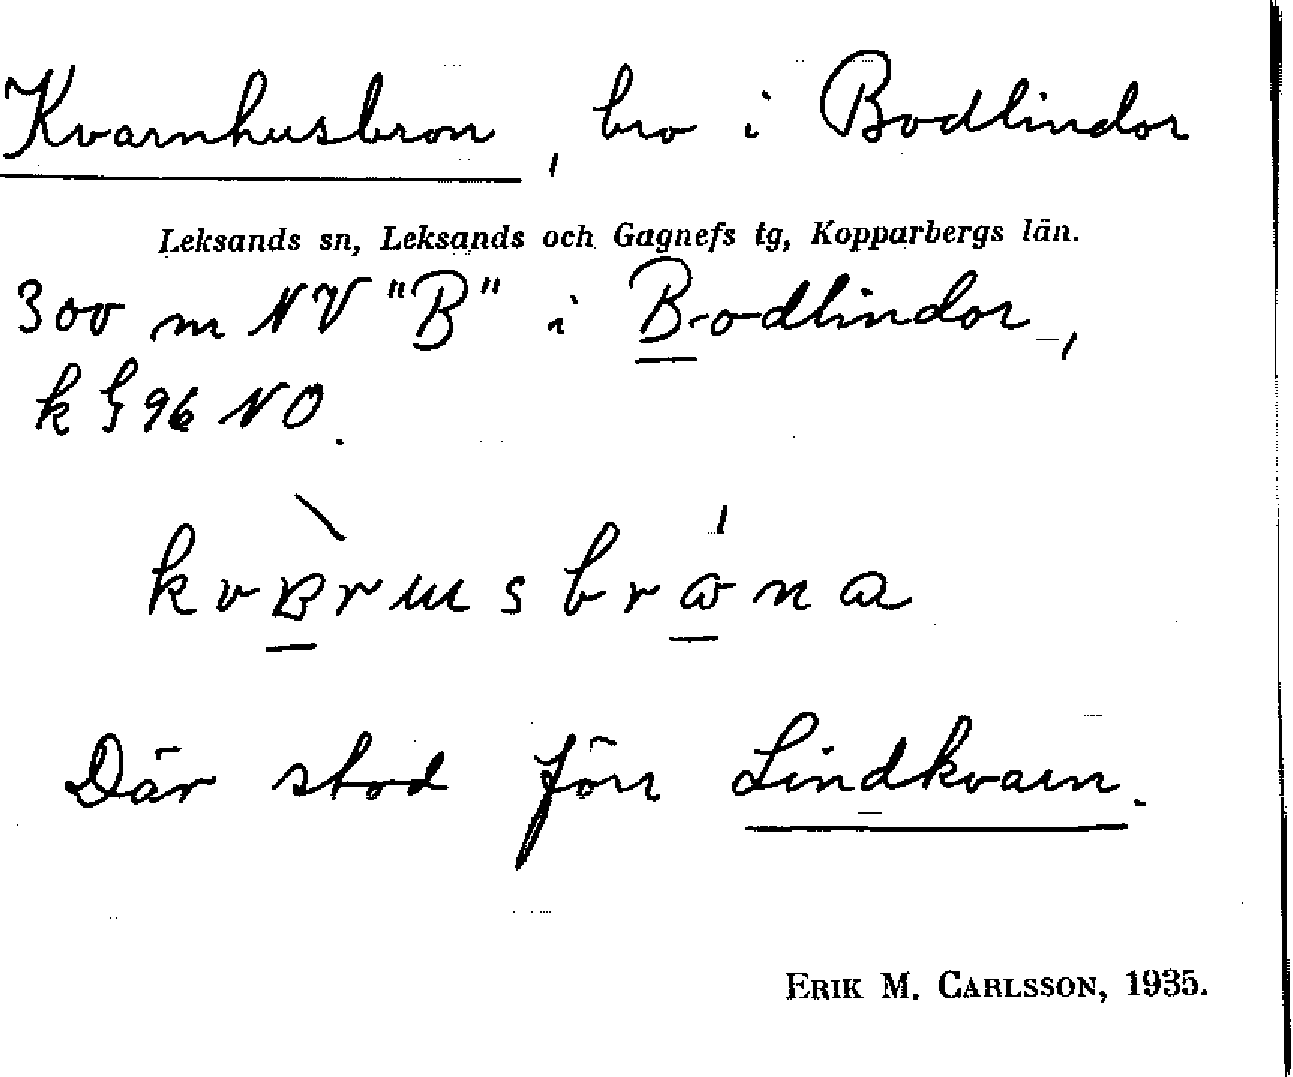 Kvarnhusbron, bro i Bodlindor
Leksands sn, Leksands och Gagnefs tg, Kopparbergs län.
300 m NV "B" i Bodlindor,
k § 96 NO.
Där stod förr Lindkvarn.
ERIK M. CARLSSON, 1935.